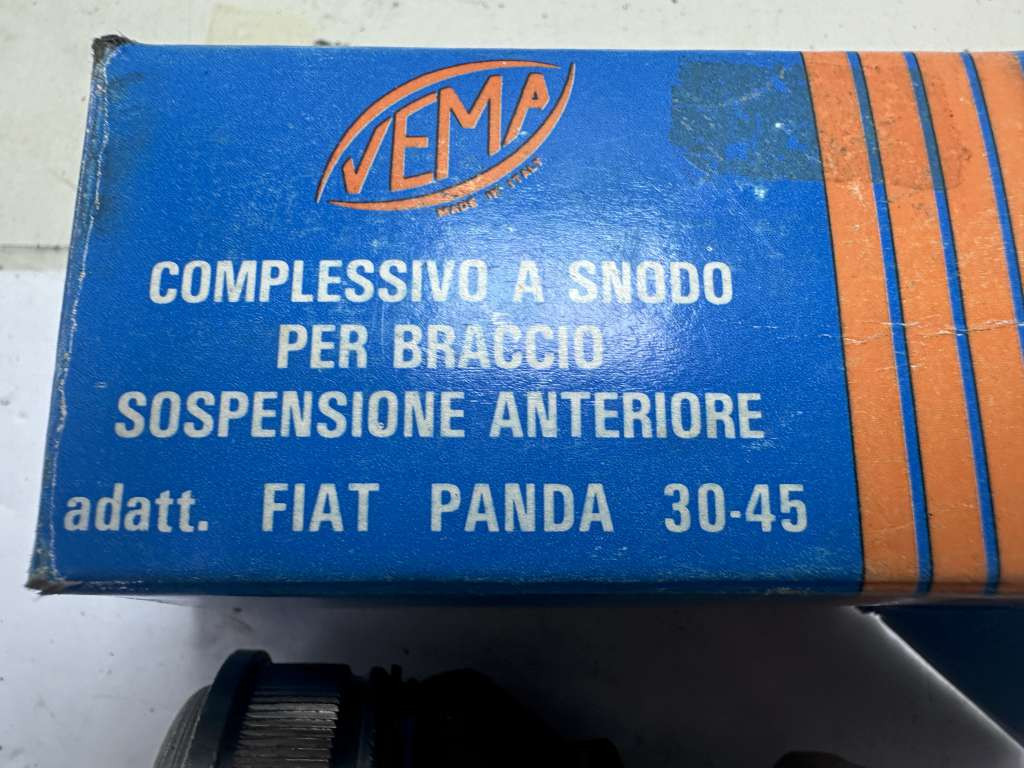 VEMA
MADE IN ITALY
COMPLESSIVO A SNODO
PER BRACCIO
SOSPENSIONE ANTERIORE
adatt. FIAT PANDA 30-45